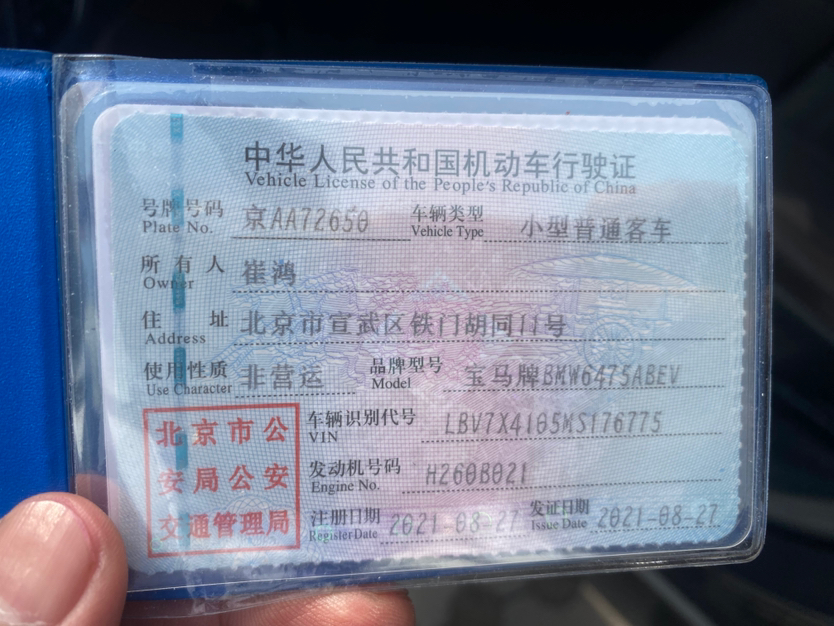 中华人民共和国机动车行驶证
Vehicle License of the People's Republic of China
号牌号码 Plate No. 京AA72650 车辆类型 Vehicle Type 小型普通客车
所有人 Owner 崔鸿
住址 Address 北京市宣武区铁门胡同11号
使用性质 Use Character 非营运 品牌型号 Model 宝马牌BMW6475ABEV
车辆识别代号 VIN LBV7X4105MS176775
发动机号码 Engine No. H260B021
注册日期 Register Date 2021-08-27 发证日期 Issue Date 2021-08-27
北京市公
安局公安
交通管理局